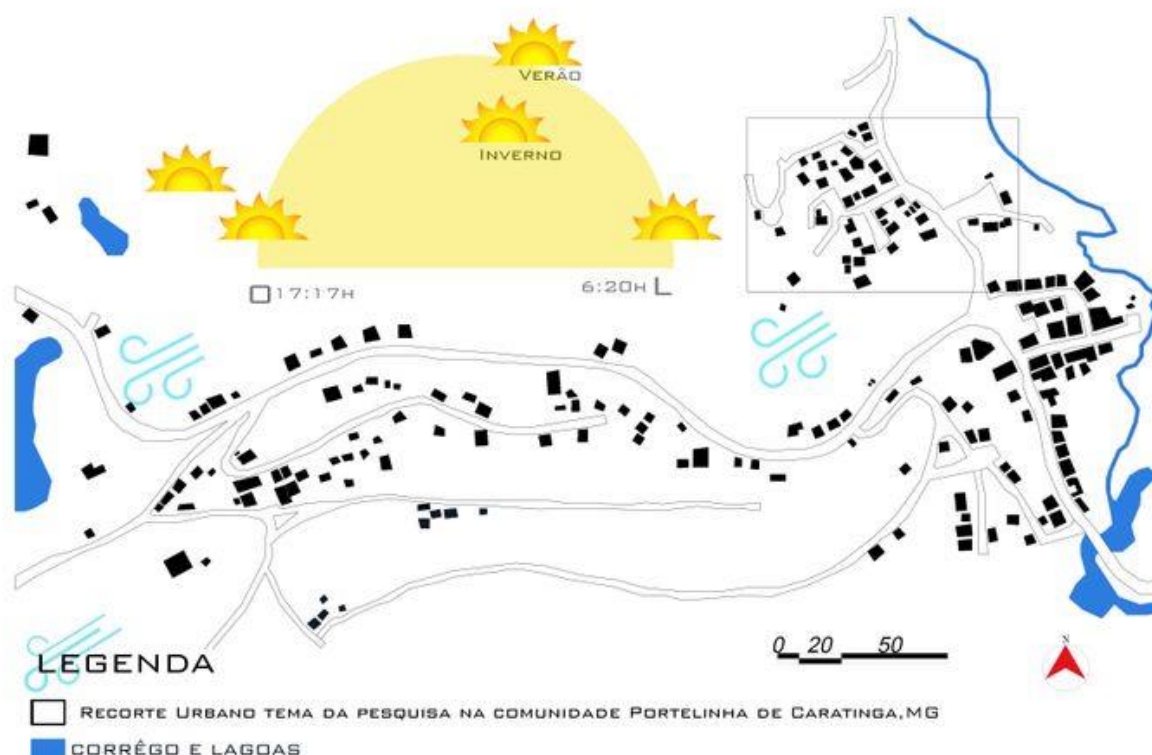 VERÃO
INVERNO
O 17:17H
6:20H L
0 20 50
N
LEGENDA
RECORTE URBANO TEMA DA PESQUISA NA COMUNIDADE PORTELINHA DE CARATINGA,MG
CORRÊGO E LAGOAS